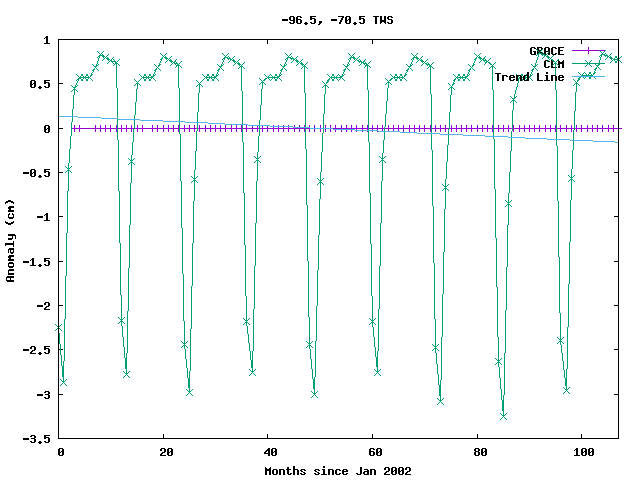 -96.5, -70.5 TWS
GRACE
CLM
Trend Line
1
0.5
0
-0.5
-1
-1.5
-2
-2.5
-3
-3.5
Anomaly (cm)
0 20 40 60 80 100
Months since Jan 2002